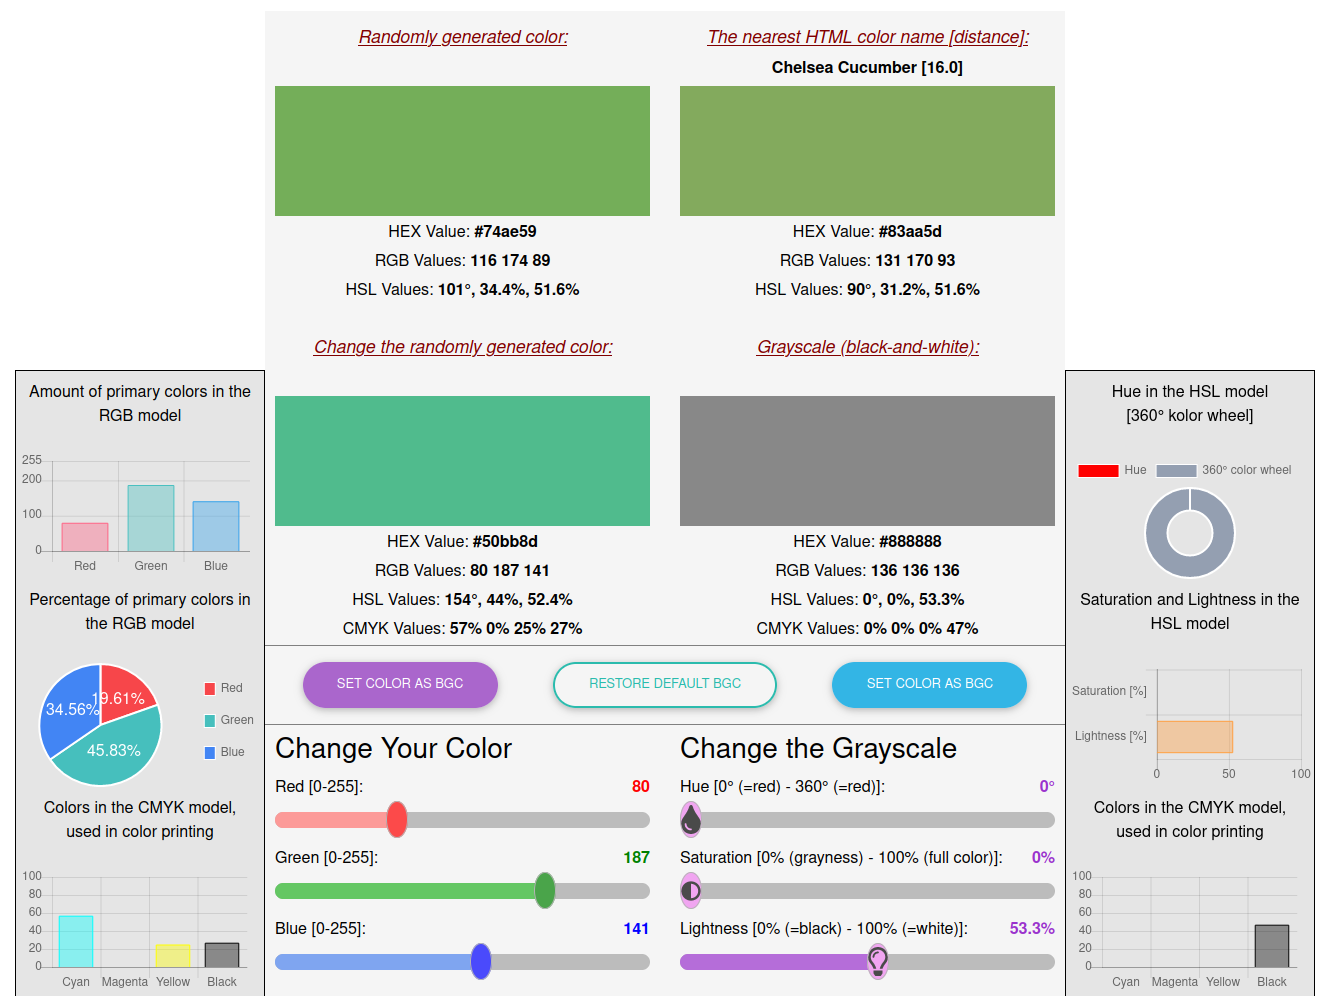 Randomly generated color:
The nearest HTML color name [distance]:
Chelsea Cucumber [16.0]
HEX Value: #74ae59
RGB Values: 116 174 89
HSL Values: 101°, 34.4%, 51.6%
HEX Value: #83aa5d
RGB Values: 131 170 93
HSL Values: 90°, 31.2%, 51.6%
Change the randomly generated color:
Grayscale (black-and-white):
HEX Value: #50bb8d
RGB Values: 80 187 141
HSL Values: 154°, 44%, 52.4%
CMYK Values: 57% 0% 25% 27%
HEX Value: #888888
RGB Values: 136 136 136
HSL Values: 0°, 0%, 53.3%
CMYK Values: 0% 0% 0% 47%
Amount of primary colors in the
RGB model
255
200
100
0
Red Green Blue
Percentage of primary colors in
the RGB model
19.61%
34.56%
45.83%
Red
Green
Blue
Colors in the CMYK model,
used in color printing
100
80
60
40
20
0
Cyan Magenta Yellow Black
SET COLOR AS BGC
RESTORE DEFAULT BGC
SET COLOR AS BGC
Change Your Color
Red [0-255]: 80
Green [0-255]: 187
Blue [0-255]: 141
Change the Grayscale
Hue [0° (=red) - 360° (=red)]: 0°
Saturation [0% (grayness) - 100% (full color)]: 0%
Lightness [0% (=black) - 100% (=white)]: 53.3%
Hue in the HSL model
[360° kolor wheel]
Hue 360° color wheel
Saturation and Lightness in the
HSL model
Saturation [%]
Lightness [%]
0 50 100
Colors in the CMYK model,
used in color printing
100
80
60
40
20
0
Cyan Magenta Yellow Black